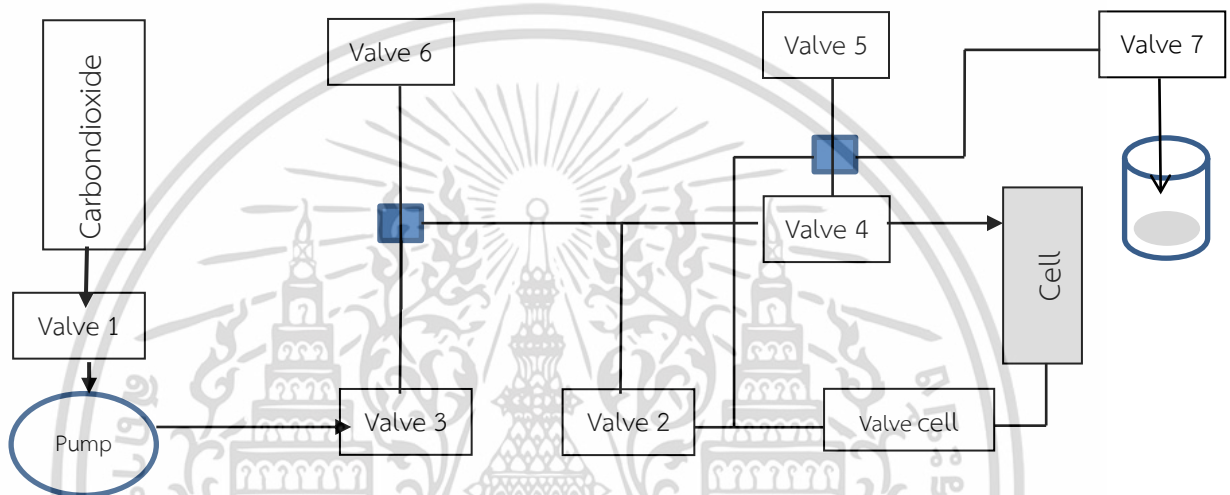 Carbondioxide
Valve 6
Valve 5
Valve 7
Valve 4
Cell
Valve 1
Pump
Valve 3
Valve 2
Valve cell